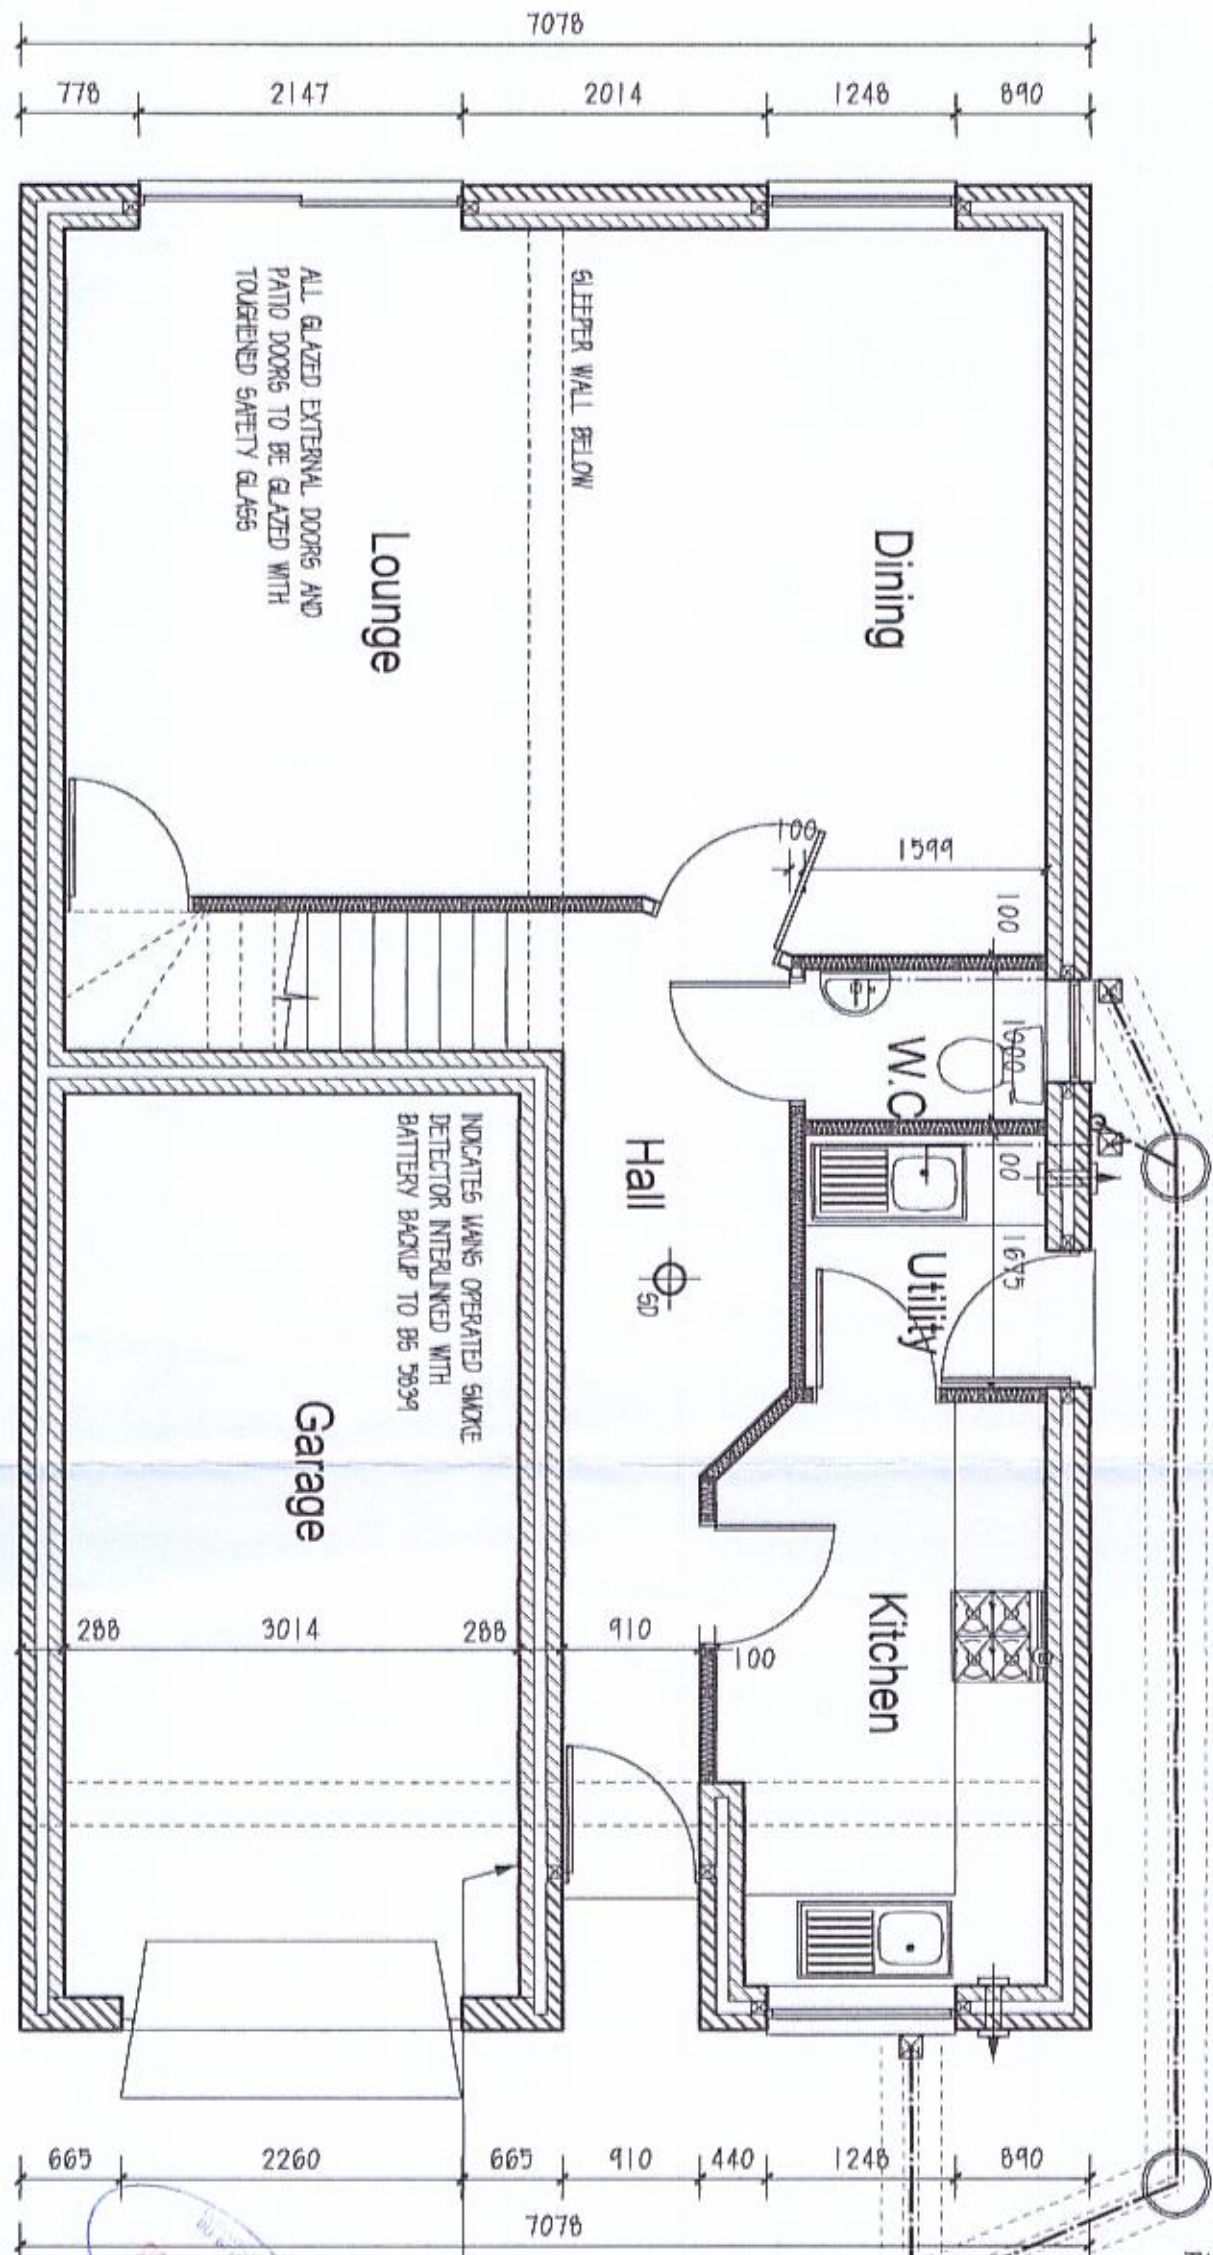 7078
778
2147
2014
1248
890
SLEEPER WALL BELOW
ALL GLAZED EXTERNAL DOORS AND
PATIO DOORS TO BE GLAZED WITH
TOUGHENED SAFETY GLASS
Dining
Lounge
100
1599
100
1000
W.C
100
1675
Utility
Hall
SD
INDICATES MAINS OPERATED SMOKE
DETECTOR INTERLINKED WITH
BATTERY BACKUP TO BS 5839
Garage
Kitchen
288
3014
288
910
100
665
2260
665
910
440
1248
890
7078